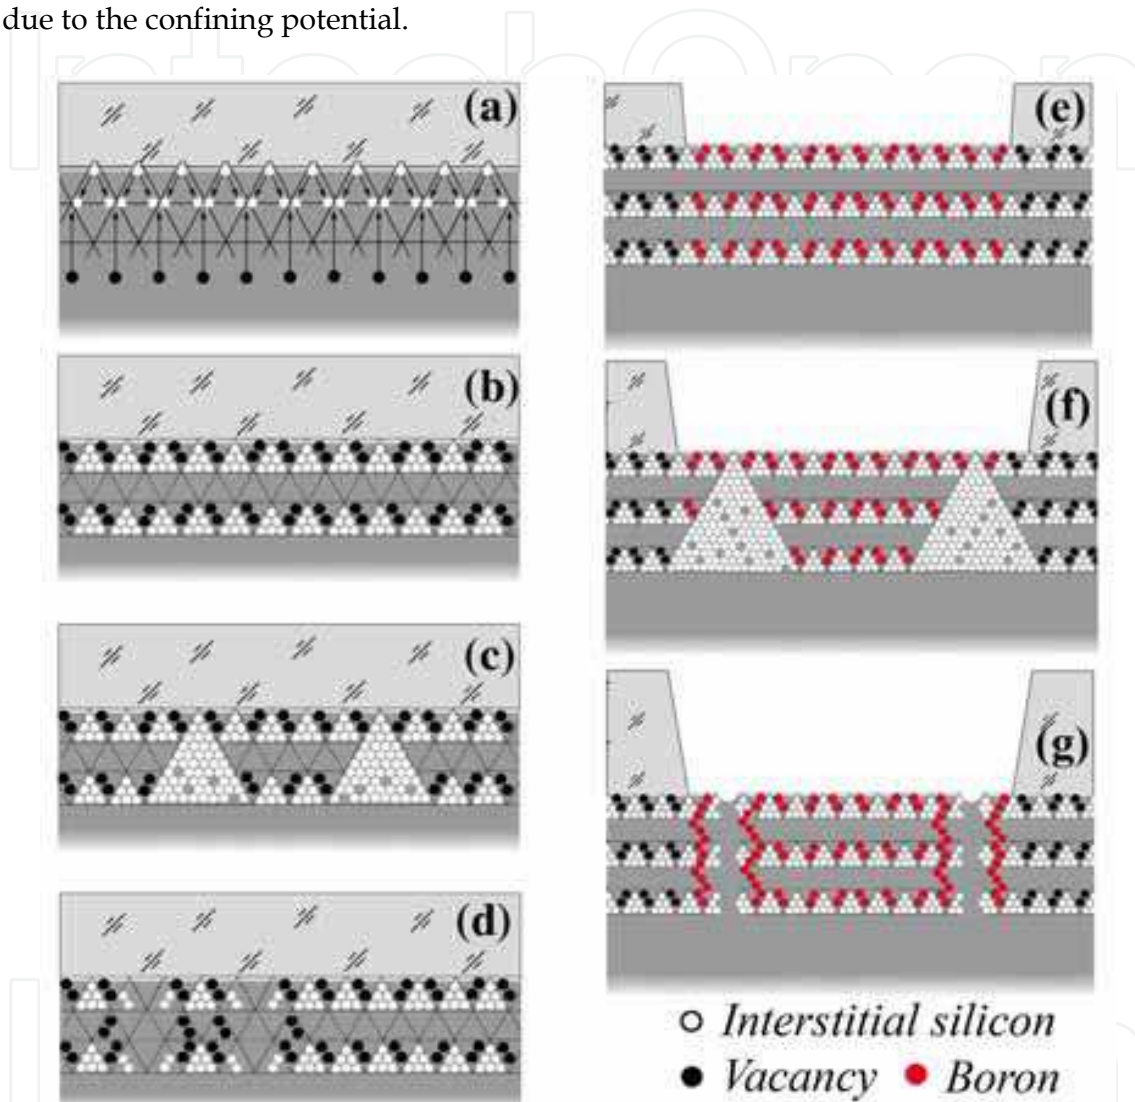 due to the confining potential.
(a)
(b)
(c)
(d)
(e)
(f)
(g)
Interstitial silicon
Vacancy Boron